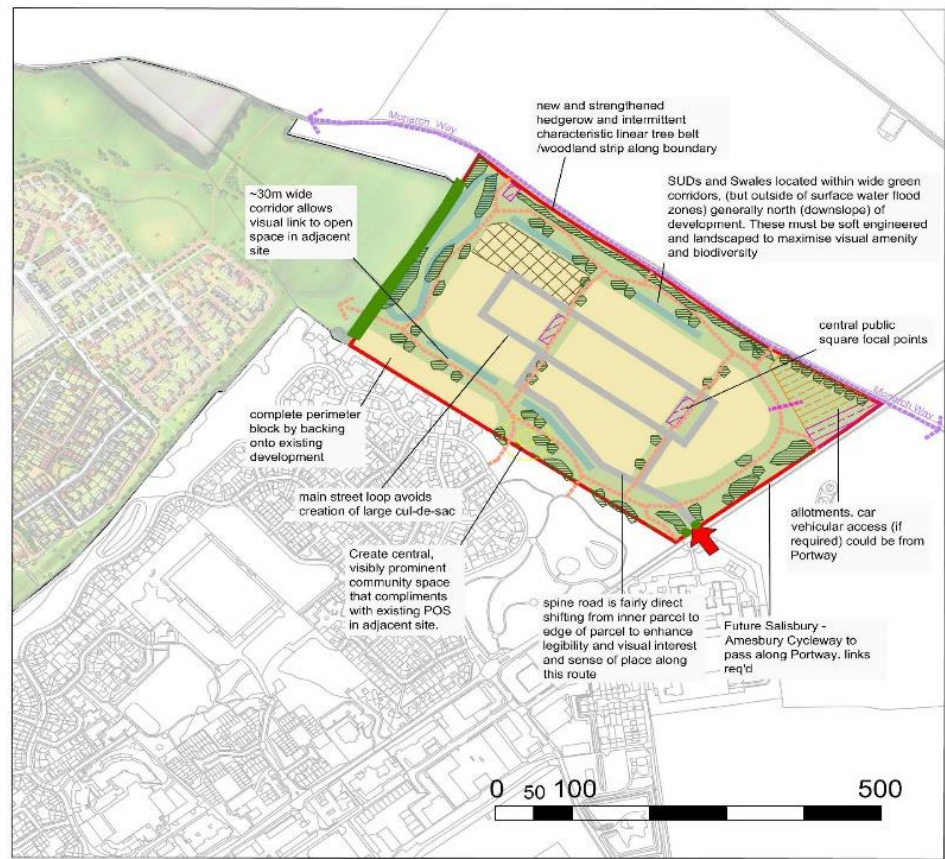 Monarch Way
new and strengthened
hedgerow and intermittent
characteristic linear tree belt
/woodland strip along boundary
~30m wide
corridor allows
visual link to open
space in adjacent
site
SUDs and Swales located within wide green
corridors, (but outside of surface water flood
zones) generally north (downslope) of
development. These must be soft engineered
and landscaped to maximise visual amenity
and biodiversity
central public
square focal points
Monarch Way
complete perimeter
block by backing
onto existing
development
main street loop avoids
creation of large cul-de-sac
allotments. car
vehicular access (if
required) could be from
Portway
Create central,
visibly prominent
community space
that compliments
with existing POS
in adjacent site.
spine road is fairly direct
shifting from inner parcel to
edge of parcel to enhance
legibility and visual interest
and sense of place along
this route
Future Salisbury -
Amesbury Cycleway to
pass along Portway. links
req'd
0 50 100 500